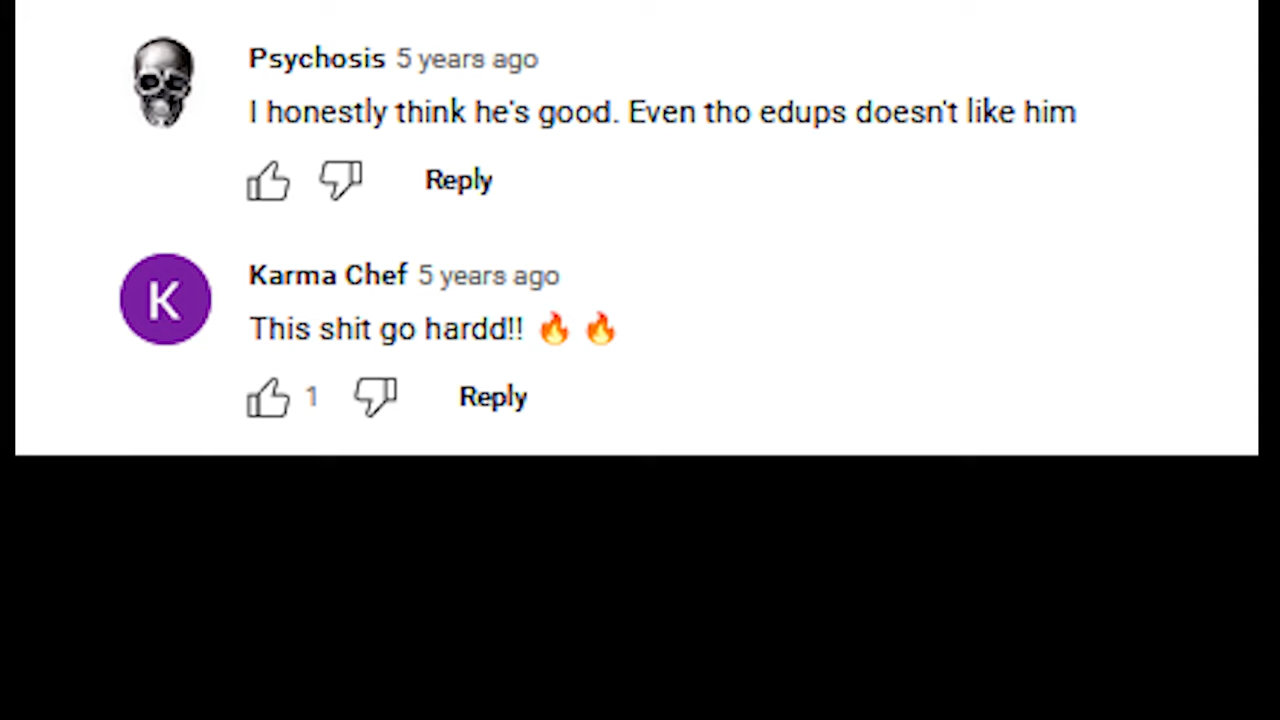 Psychosis 5 years ago
I honestly think he's good. Even tho edups doesn't like him
Reply
K
Karma Chef 5 years ago
This shit go hardd!! 🔥 🔥
1 Reply